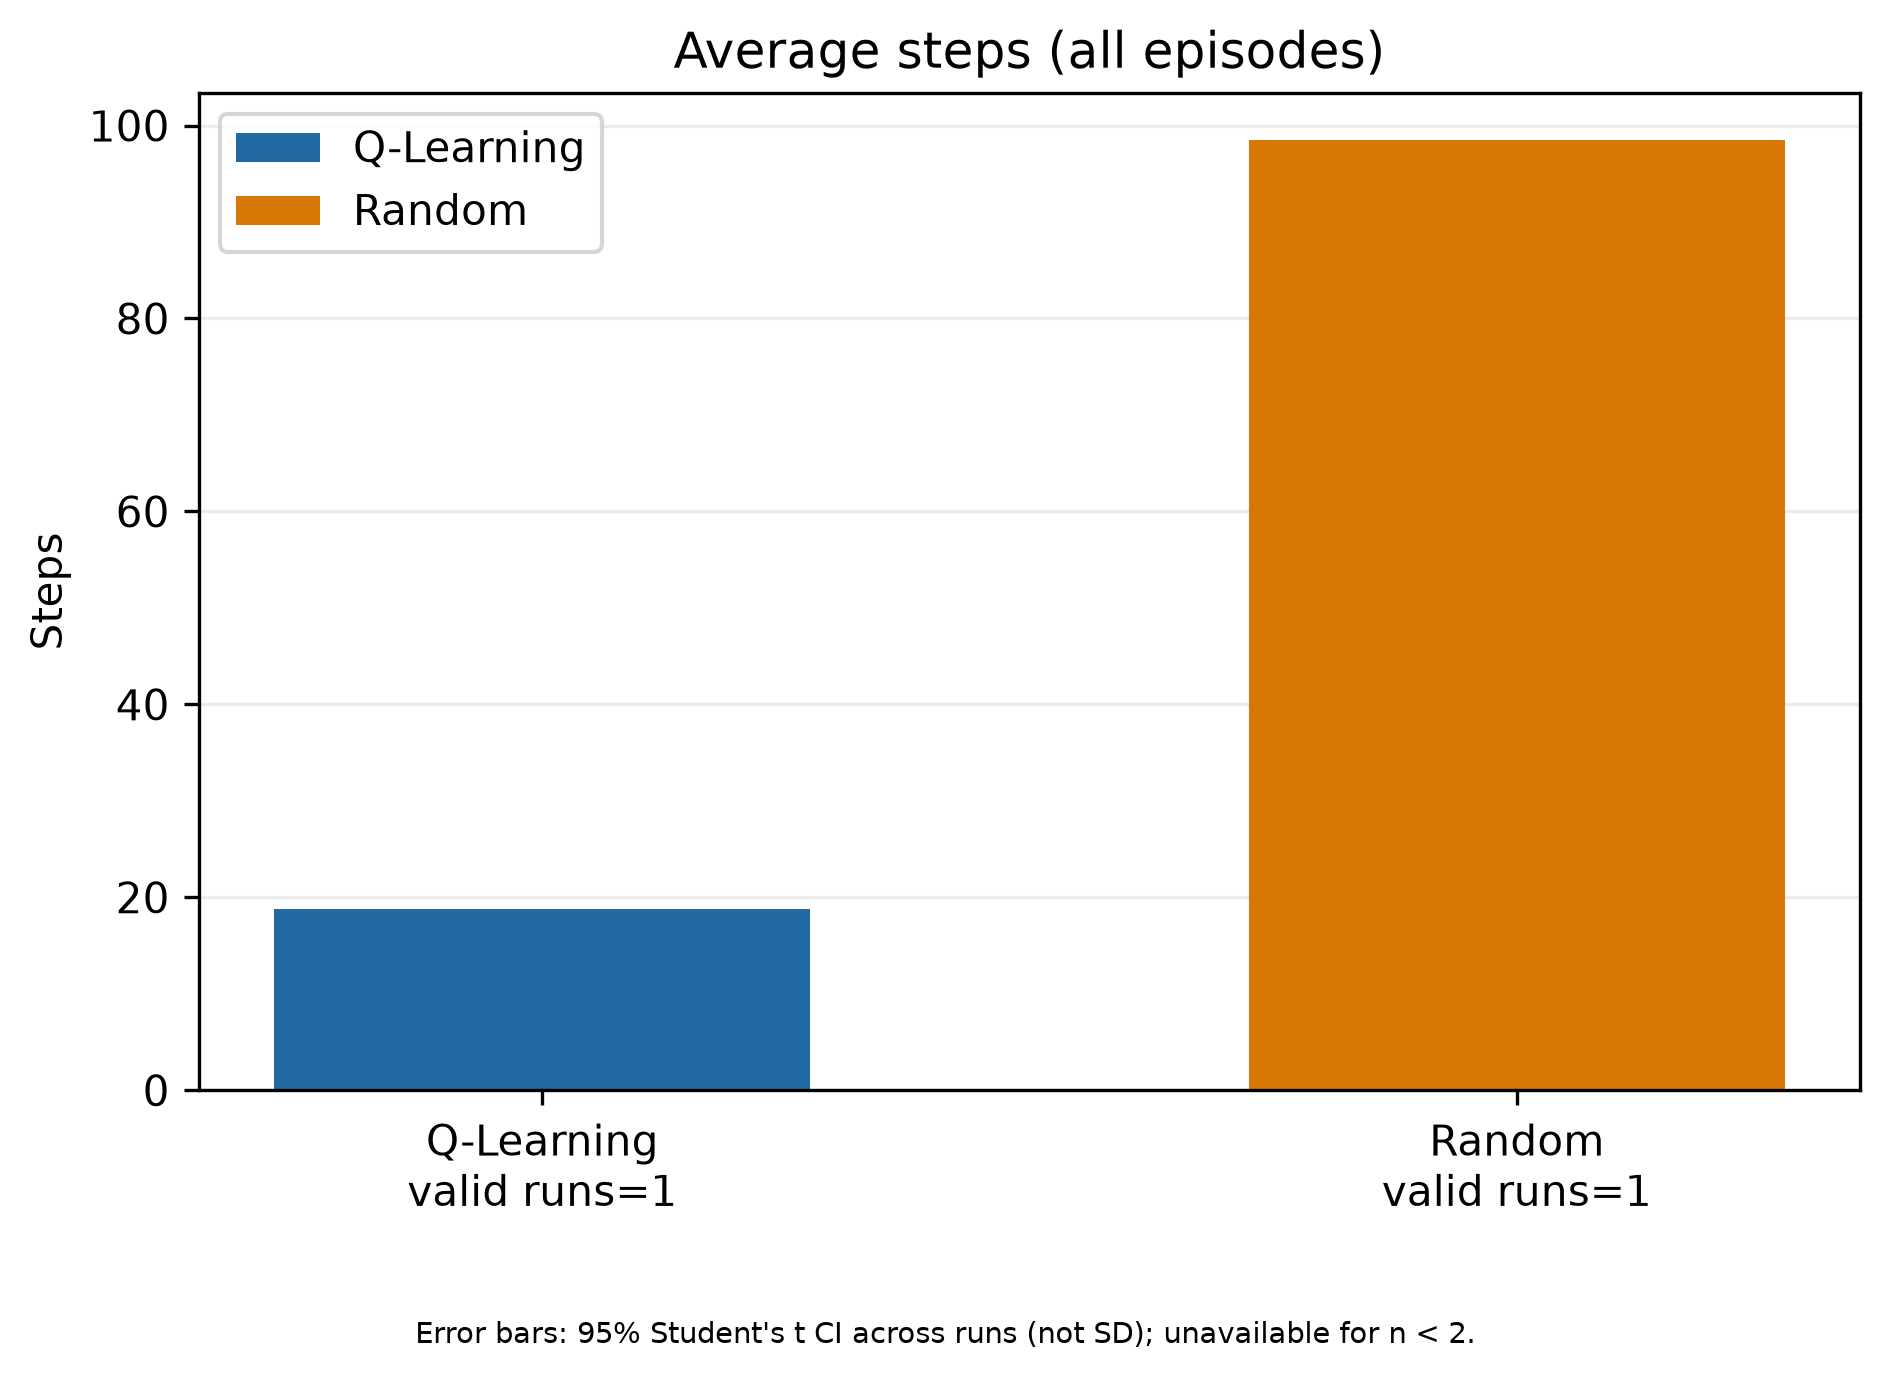 Average steps (all episodes)
Q-Learning
Random
Steps
100
80
60
40
20
0
Q-Learning
valid runs=1
Random
valid runs=1
Error bars: 95% Student's t CI across runs (not SD); unavailable for n < 2.